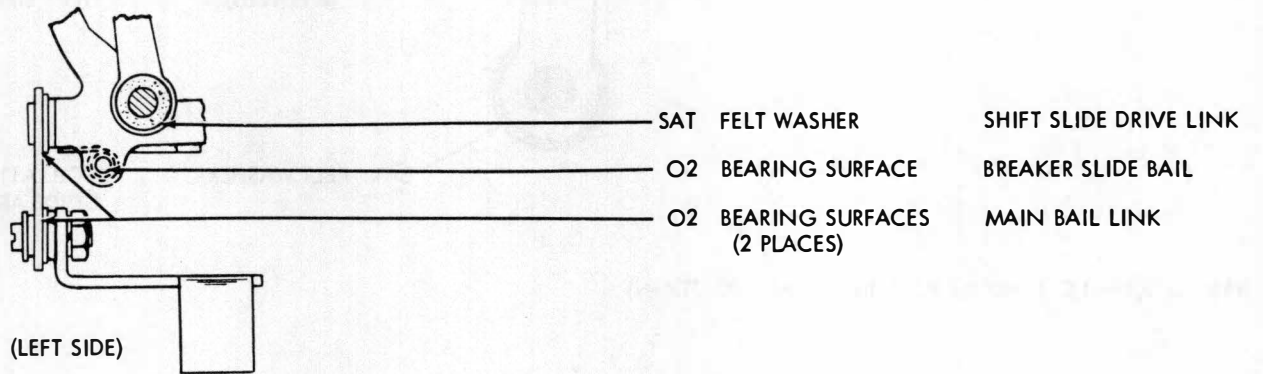 SAT FELT WASHER SHIFT SLIDE DRIVE LINK
O2 BEARING SURFACE BREAKER SLIDE BAIL
O2 BEARING SURFACES MAIN BAIL LINK
(2 PLACES)
(LEFT SIDE)